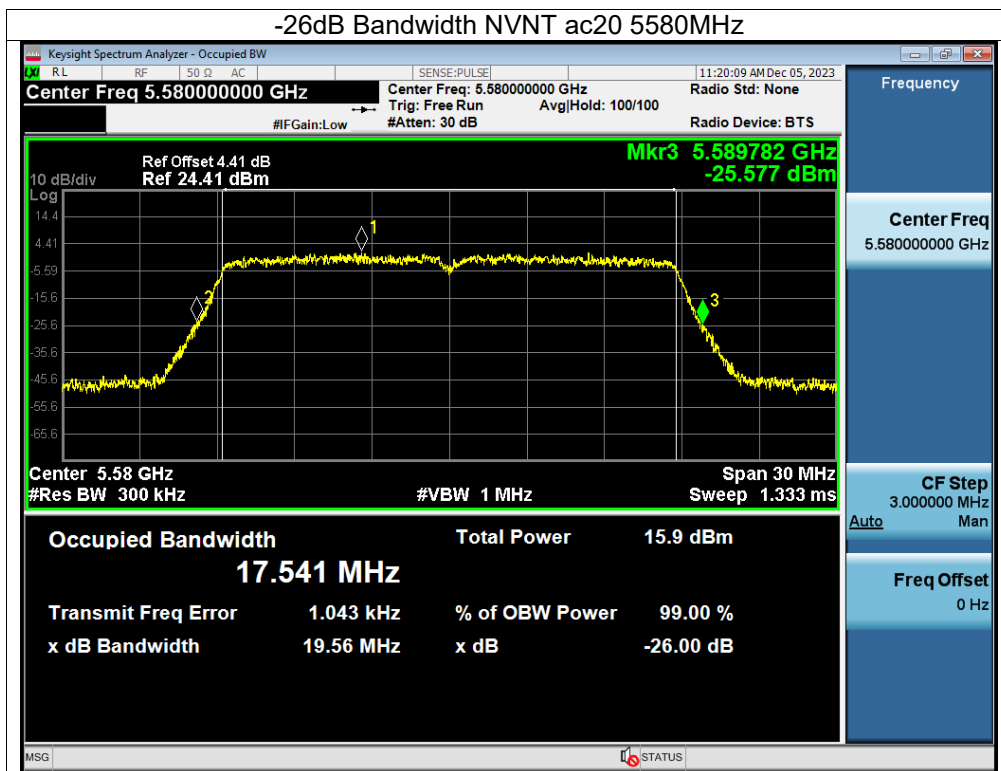 -26dB Bandwidth NVNT ac20 5580MHz
Keysight Spectrum Analyzer - Occupied BW
LXI RL RF 50 Ω AC SENSE:PULSE 11:20:09 AM Dec 05, 2023
Center Freq 5.580000000 GHz
#IFGain:Low
Center Freq: 5.580000000 GHz
Trig: Free Run Avg|Hold: 100/100
#Atten: 30 dB
Radio Std: None
Radio Device: BTS
Ref Offset 4.41 dB
10 dB/div Ref 24.41 dBm
Mkr3 5.589782 GHz
-25.577 dBm
Log
14.4
4.41
-5.59
-15.6
-25.6
-35.6
-45.6
-55.6
-65.6
1
2
3
Center 5.58 GHz Span 30 MHz
#Res BW 300 kHz #VBW 1 MHz Sweep 1.333 ms
Occupied Bandwidth Total Power 15.9 dBm
17.541 MHz
Transmit Freq Error 1.043 kHz % of OBW Power 99.00 %
x dB Bandwidth 19.56 MHz x dB -26.00 dB
Frequency
Center Freq
5.580000000 GHz
CF Step
3.000000 MHz
Auto Man
Freq Offset
0 Hz
MSG STATUS